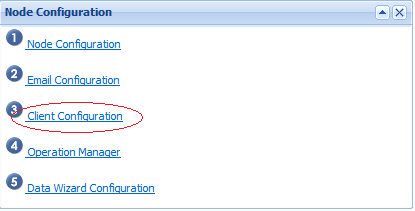 Node Configuration
1 Node Configuration
2 Email Configuration
3 Client Configuration
4 Operation Manager
5 Data Wizard Configuration